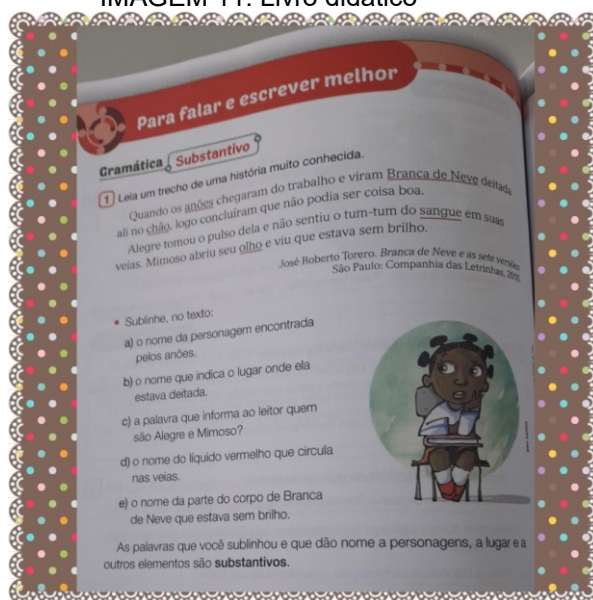 IMAGEM 11: Livro didático
Para falar e escrever melhor
Gramática Substantivo
1 Leia um trecho de uma história muito conhecida.
Quando os anões chegaram do trabalho e viram Branca de Neve deitada
ali no chão, logo concluíram que não podia ser coisa boa.
Alegre tomou o pulso dela e não sentiu o tum-tum do sangue em suas
veias. Mimoso abriu seu olho e viu que estava sem brilho.
José Roberto Torero. Branca de Neve e as sete versões
São Paulo: Companhia das Letrinhas,
• Sublinhe, no texto:
a) o nome da personagem encontrada
pelos anões.
b) o nome que indica o lugar onde ela
estava deitada.
c) a palavra que informa ao leitor quem
são Alegre e Mimoso?
d) o nome do líquido vermelho que circula
nas veias.
e) o nome da parte do corpo de Branca
de Neve que estava sem brilho.
As palavras que você sublinhou e que dão nome a personagens, a lugar e a
outros elementos são substantivos.